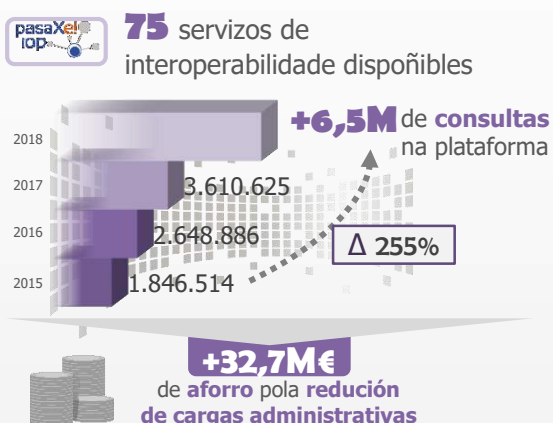 pasaXel!
IOP
75 servizos de
interoperabilidade dispoñibles
+6,5M de consultas
na plataforma
2018
2017 3.610.625
2016 2.648.886
Δ 255%
2015 1.846.514
+32,7M€
de aforro pola redución
de cargas administrativas